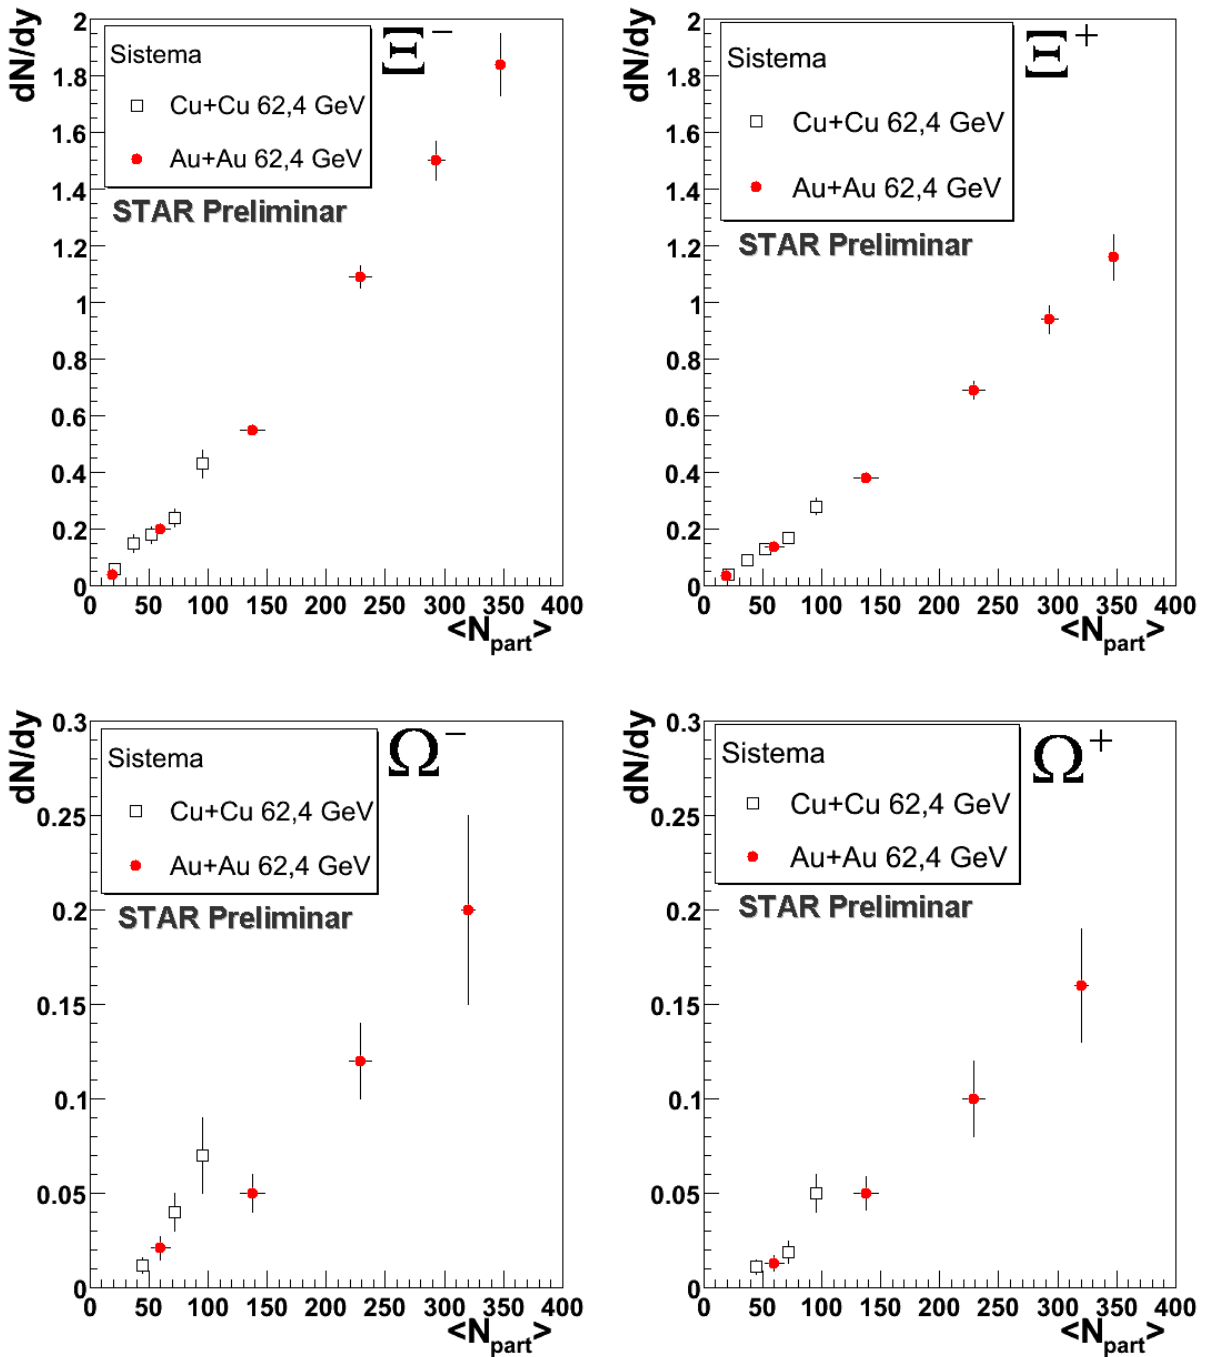 dN/dy
Ξ−
Sistema
Cu+Cu 62,4 GeV
Au+Au 62,4 GeV
STAR Preliminar
2
1.8
1.6
1.4
1.2
1
0.8
0.6
0.4
0.2
0
0 50 100 150 200 250 300 350 400
<Npart>
dN/dy
Ξ+
Sistema
Cu+Cu 62,4 GeV
Au+Au 62,4 GeV
STAR Preliminar
2
1.8
1.6
1.4
1.2
1
0.8
0.6
0.4
0.2
0
0 50 100 150 200 250 300 350 400
<Npart>
dN/dy
Ω−
Sistema
Cu+Cu 62,4 GeV
Au+Au 62,4 GeV
STAR Preliminar
0.3
0.25
0.2
0.15
0.1
0.05
0
0 50 100 150 200 250 300 350 400
<Npart>
dN/dy
Ω+
Sistema
Cu+Cu 62,4 GeV
Au+Au 62,4 GeV
STAR Preliminar
0.3
0.25
0.2
0.15
0.1
0.05
0
0 50 100 150 200 250 300 350 400
<Npart>